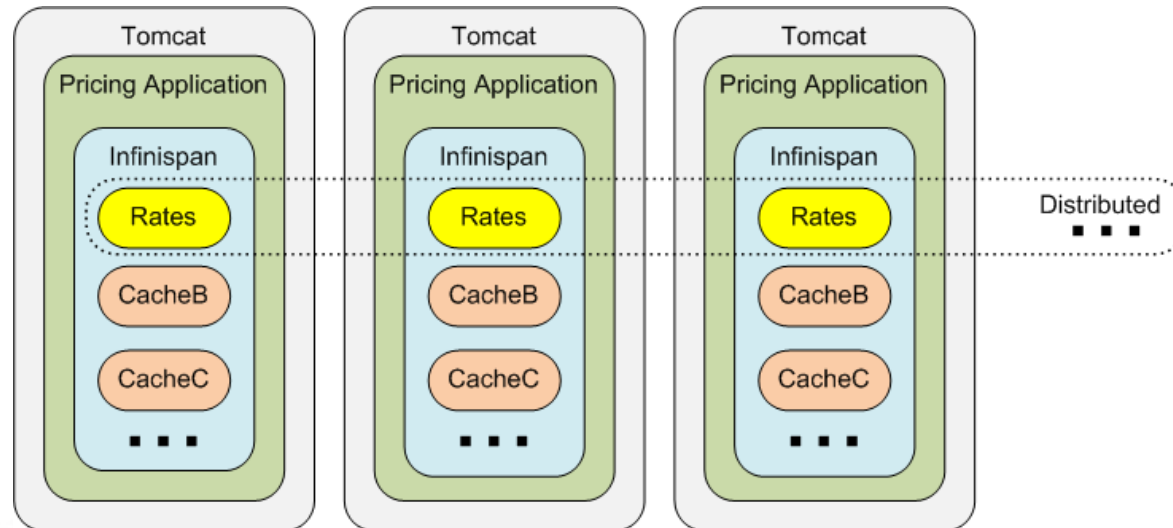 Tomcat
Pricing Application
Infinispan
Rates
CacheB
CacheC
Tomcat
Pricing Application
Infinispan
Rates
CacheB
CacheC
Tomcat
Pricing Application
Infinispan
Rates
CacheB
CacheC
Distributed